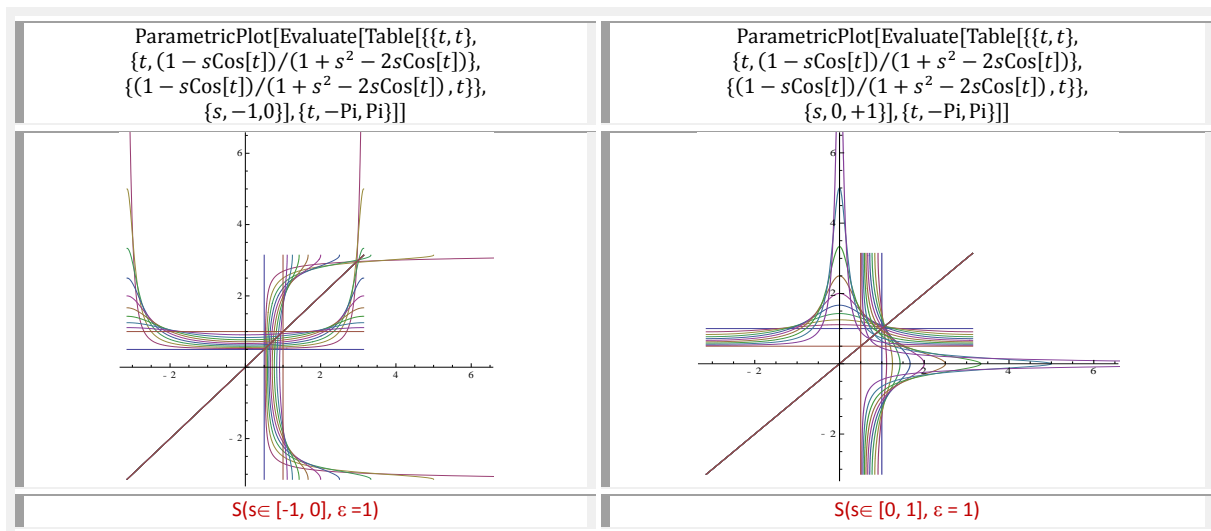 ParametricPlot[Evaluate[Table[{{t, t},
{t, (1 − sCos[t])/(1 + s² − 2sCos[t])},
{(1 − sCos[t])/(1 + s² − 2sCos[t]) , t}},
{s, −1,0}], {t, −Pi, Pi}]]
ParametricPlot[Evaluate[Table[{{t, t},
{t, (1 − sCos[t])/(1 + s² − 2sCos[t])},
{(1 − sCos[t])/(1 + s² − 2sCos[t]) , t}},
{s, 0, +1}], {t, −Pi, Pi}]]
6
4
2
- 2
2
4
6
- 2
6
4
2
- 2
2
4
6
- 2
S(s∈ [-1, 0], ε =1)
S(s∈ [0, 1], ε = 1)